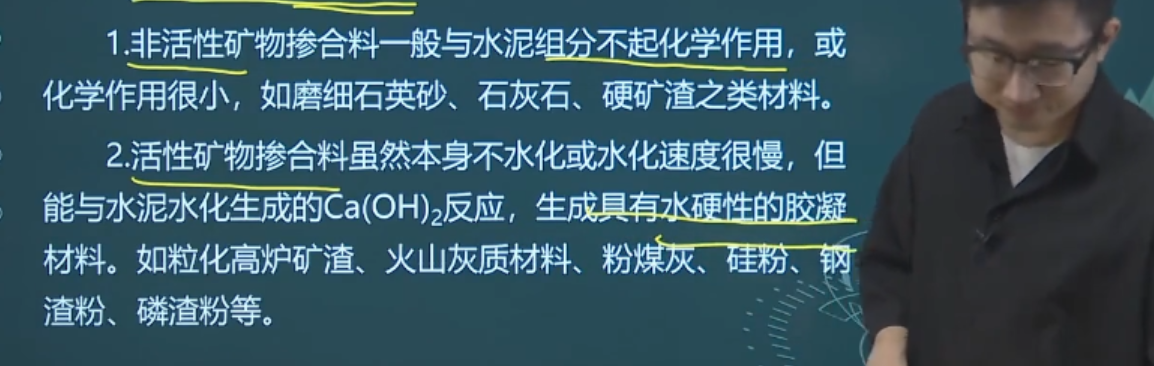 1.非活性矿物掺合料一般与水泥组分不起化学作用，或
化学作用很小，如磨细石英砂、石灰石、硬矿渣之类材料。
2.活性矿物掺合料虽然本身不水化或水化速度很慢，但
能与水泥水化生成的Ca(OH)₂反应，生成具有水硬性的胶凝
材料。如粒化高炉矿渣、火山灰质材料、粉煤灰、硅粉、钢
渣粉、磷渣粉等。